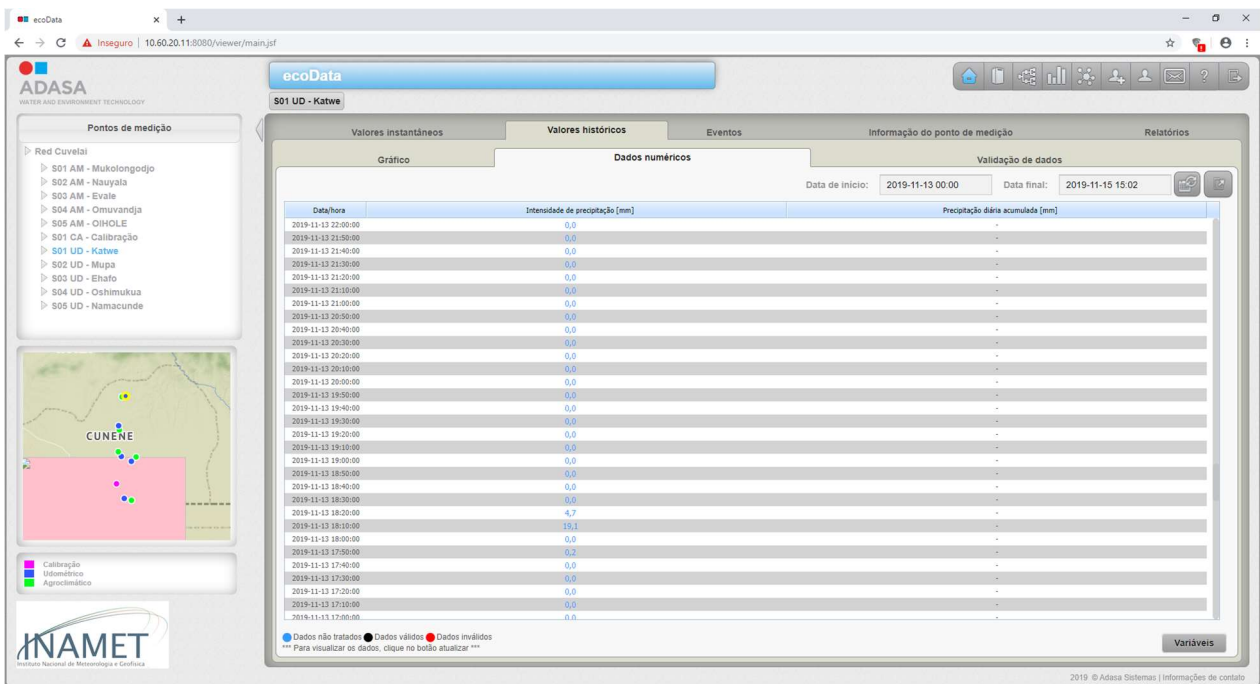 ecoData
Inseguro | 10.60.20.11:8080/viewer/main.jsf
ADASA
WATER AND ENVIRONMENT TECHNOLOGY
ecoData
S01 UD - Katwe
Pontos de medição
Red Cuvelai
S01 AM - Mukolongodjo
S02 AM - Nauyala
S03 AM - Evale
S04 AM - Omuvandja
S05 AM - OIHOLE
S01 CA - Calibração
S01 UD - Katwe
S02 UD - Mupa
S03 UD - Ehafo
S04 UD - Oshimukua
S05 UD - Namacunde
CUNENE
Calibração
Udométrico
Agroclimático
INAMET
Instituto Nacional de Meteorologia e Geofísica
Valores instantâneos Valores históricos Eventos Informação do ponto de medição Relatórios
Gráfico Dados numéricos Validação de dados
Data de início: 2019-11-13 00:00 Data final: 2019-11-15 15:02
Data/hora Intensidade de precipitação [mm] Precipitação diária acumulada [mm]
2019-11-13 22:00:00 0,0 -
2019-11-13 21:50:00 0,0 -
2019-11-13 21:40:00 0,0 -
2019-11-13 21:30:00 0,0 -
2019-11-13 21:20:00 0,0 -
2019-11-13 21:10:00 0,0 -
2019-11-13 21:00:00 0,0 -
2019-11-13 20:50:00 0,0 -
2019-11-13 20:40:00 0,0 -
2019-11-13 20:30:00 0,0 -
2019-11-13 20:20:00 0,0 -
2019-11-13 20:10:00 0,0 -
2019-11-13 20:00:00 0,0 -
2019-11-13 19:50:00 0,0 -
2019-11-13 19:40:00 0,0 -
2019-11-13 19:30:00 0,0 -
2019-11-13 19:20:00 0,0 -
2019-11-13 19:10:00 0,0 -
2019-11-13 19:00:00 0,0 -
2019-11-13 18:50:00 0,0 -
2019-11-13 18:40:00 0,0 -
2019-11-13 18:30:00 0,0 -
2019-11-13 18:20:00 4,7 -
2019-11-13 18:10:00 19,1 -
2019-11-13 18:00:00 0,0 -
2019-11-13 17:50:00 0,2 -
2019-11-13 17:40:00 0,0 -
2019-11-13 17:30:00 0,0 -
2019-11-13 17:20:00 0,0 -
2019-11-13 17:10:00 0,0 -
2019-11-13 17:00:00 0,0
Dados não tratados Dados válidos Dados inválidos
*** Para visualizar os dados, clique no botão atualizar ***
Variáveis
2019 © Adasa Sistemas | Informações de contato